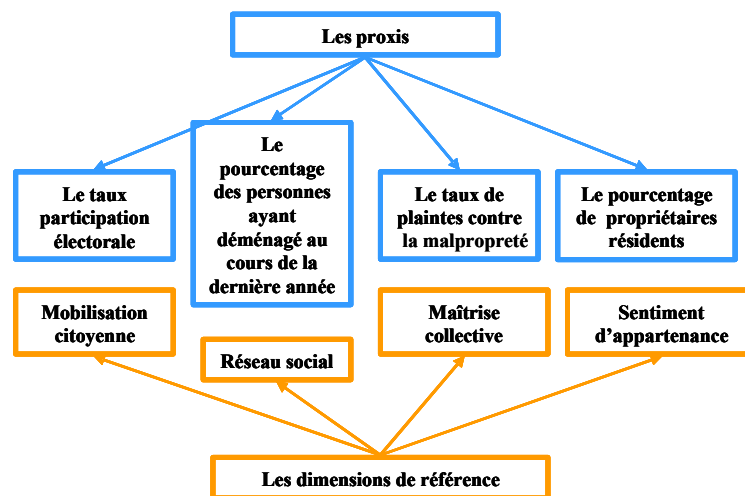 Les proxis
Le taux
participation
électorale
Le
pourcentage
des personnes
ayant
déménagé au
cours de la
dernière année
Le taux de
plaintes contre
la malpropreté
Le pourcentage
de propriétaires
résidents
Mobilisation
citoyenne
Réseau social
Maîtrise
collective
Sentiment
d’appartenance
Les dimensions de référence